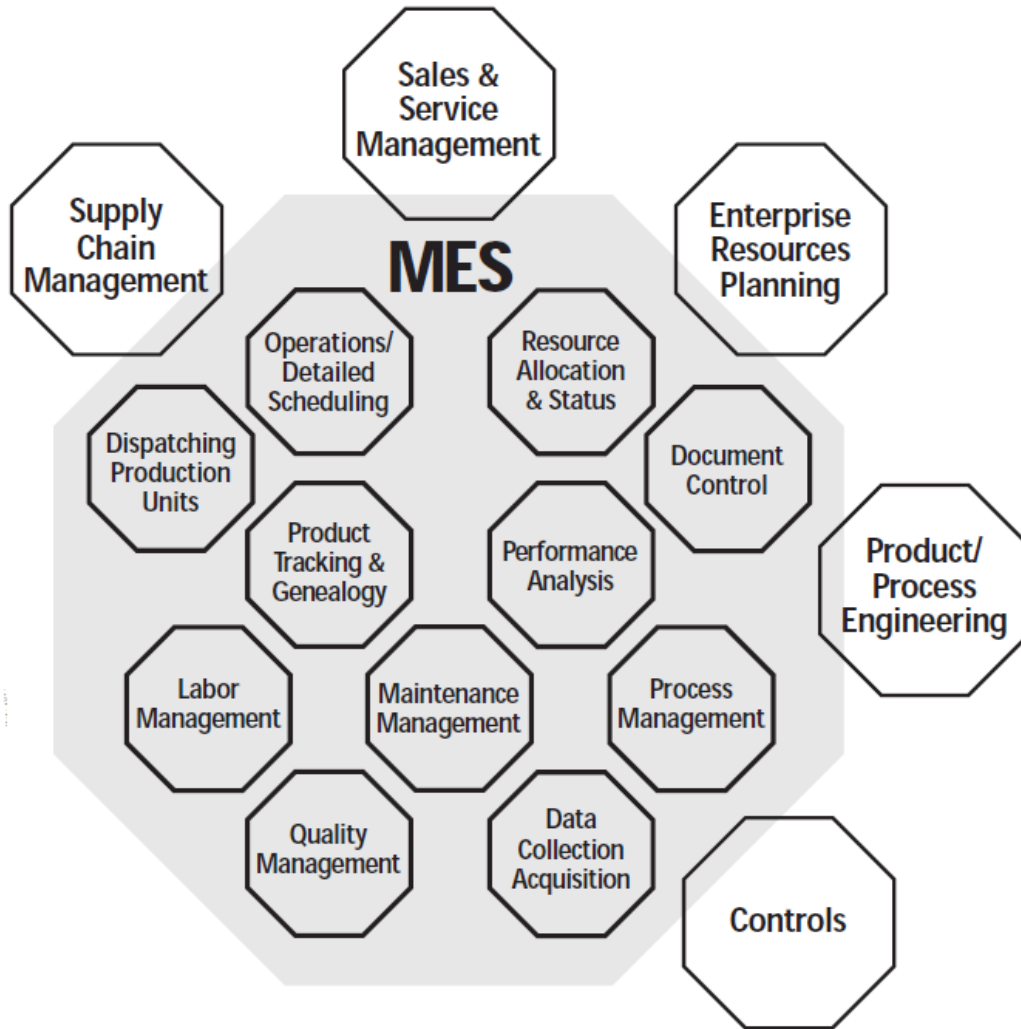 Sales &
Service
Management
Supply
Chain
Management
Enterprise
Resources
Planning
MES
Operations/
Detailed
Scheduling
Resource
Allocation
& Status
Dispatching
Production
Units
Document
Control
Product
Tracking &
Genealogy
Performance
Analysis
Product/
Process
Engineering
Labor
Management
Maintenance
Management
Process
Management
Quality
Management
Data
Collection
Acquisition
Controls